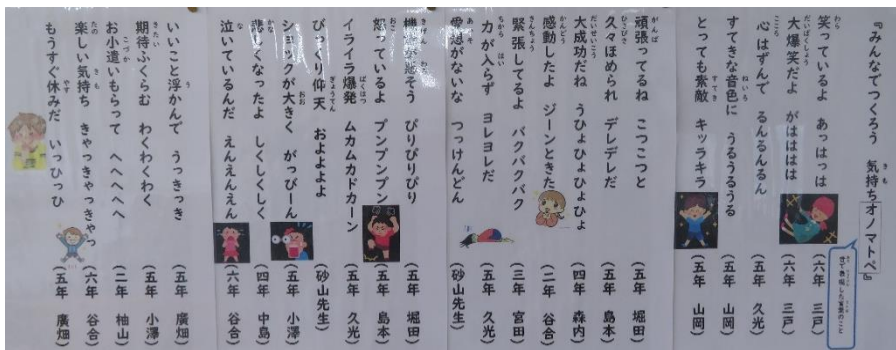 『みんなでつくろう 気持ちオノマトペ』
音で表現した言葉のこと
笑っているよ あっはっは (六年 三戸)
大爆笑だよ がははは (六年 三戸)
心はずんで るんるんるん (五年 久光)
すてきな音色に うるうるうる (五年 山岡)
とっても素敵 キッラキラ (五年 山岡)
頑張ってるね こつこつと (五年 堀田)
久々ほめられ デレデレだ (五年 島本)
大成功だね うひょひょひょひょ (四年 森内)
感動したよ ジーンときた (二年 谷合)
緊張してるよ バクバクバク (三年 宮田)
力が入らず ヨレヨレだ (五年 久光)
愛想がないな つっけんどん (砂山先生)
機嫌悪そう ぴりぴりぴり (五年 堀田)
怒っているよ プンプンプン (五年 島本)
イライラ爆発 ムカムカドカーン (五年 久光)
びっくり仰天 およよよよ (砂山先生)
ショックが大きく がっびーん (五年 小澤)
悲しくなったよ しくしくしく (四年 中島)
泣いているんだ えんえんえん (六年 谷合)
いいこと浮かんで うっきっき (五年 廣畑)
期待ふくらむ わくわくわく (五年 小澤)
お小遣いもらって へへへへへ (二年 柚山)
楽しい気持ち きゃっきゃっきゃっ (六年 谷合)
もうすぐ休みだ いっひっひ (五年 廣畑)